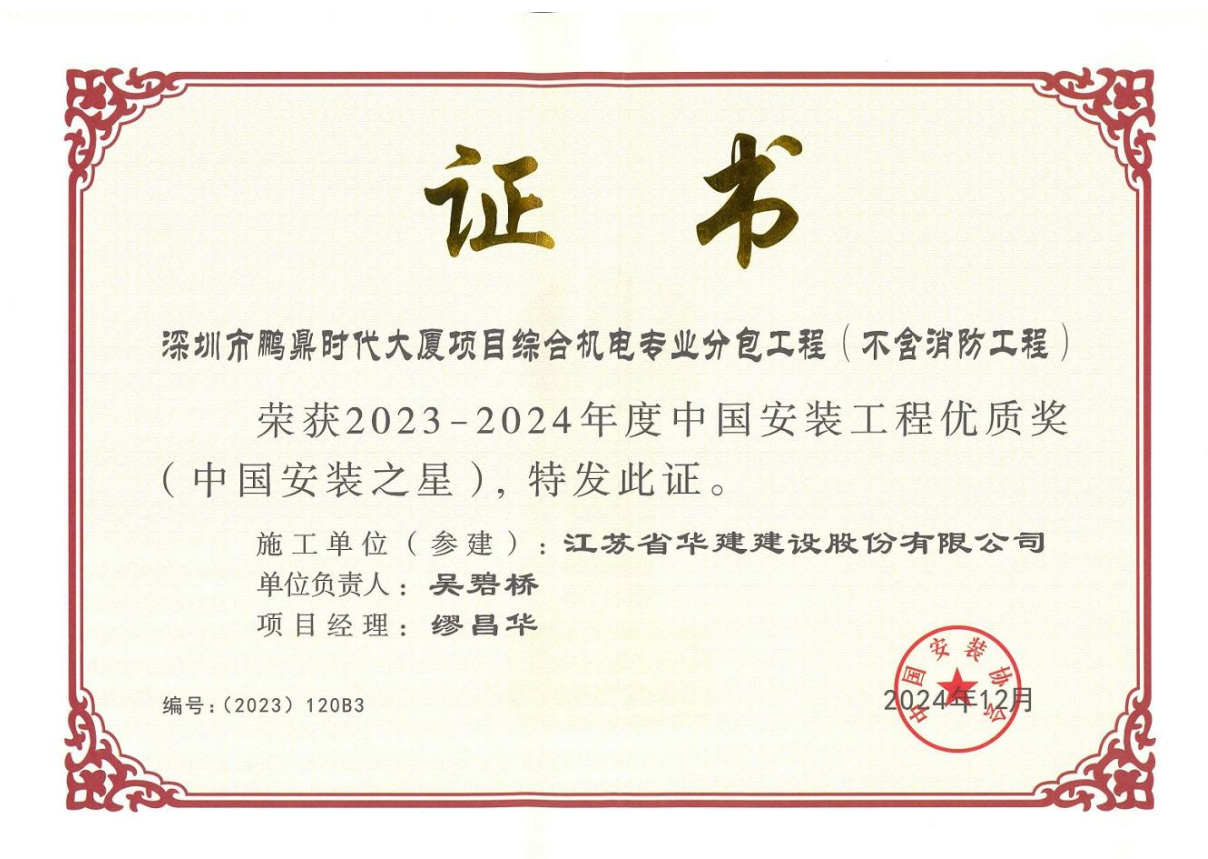 证书
深圳市鹏鼎时代大厦项目综合机电专业分包工程（不含消防工程）
荣获2023-2024年度中国安装工程优质奖
（中国安装之星），特发此证。
施工单位（参建）：江苏省华建建设股份有限公司
单位负责人：吴碧桥
项目经理：缪昌华
中国安装协会
编号：（2023）120B3
2024年12月